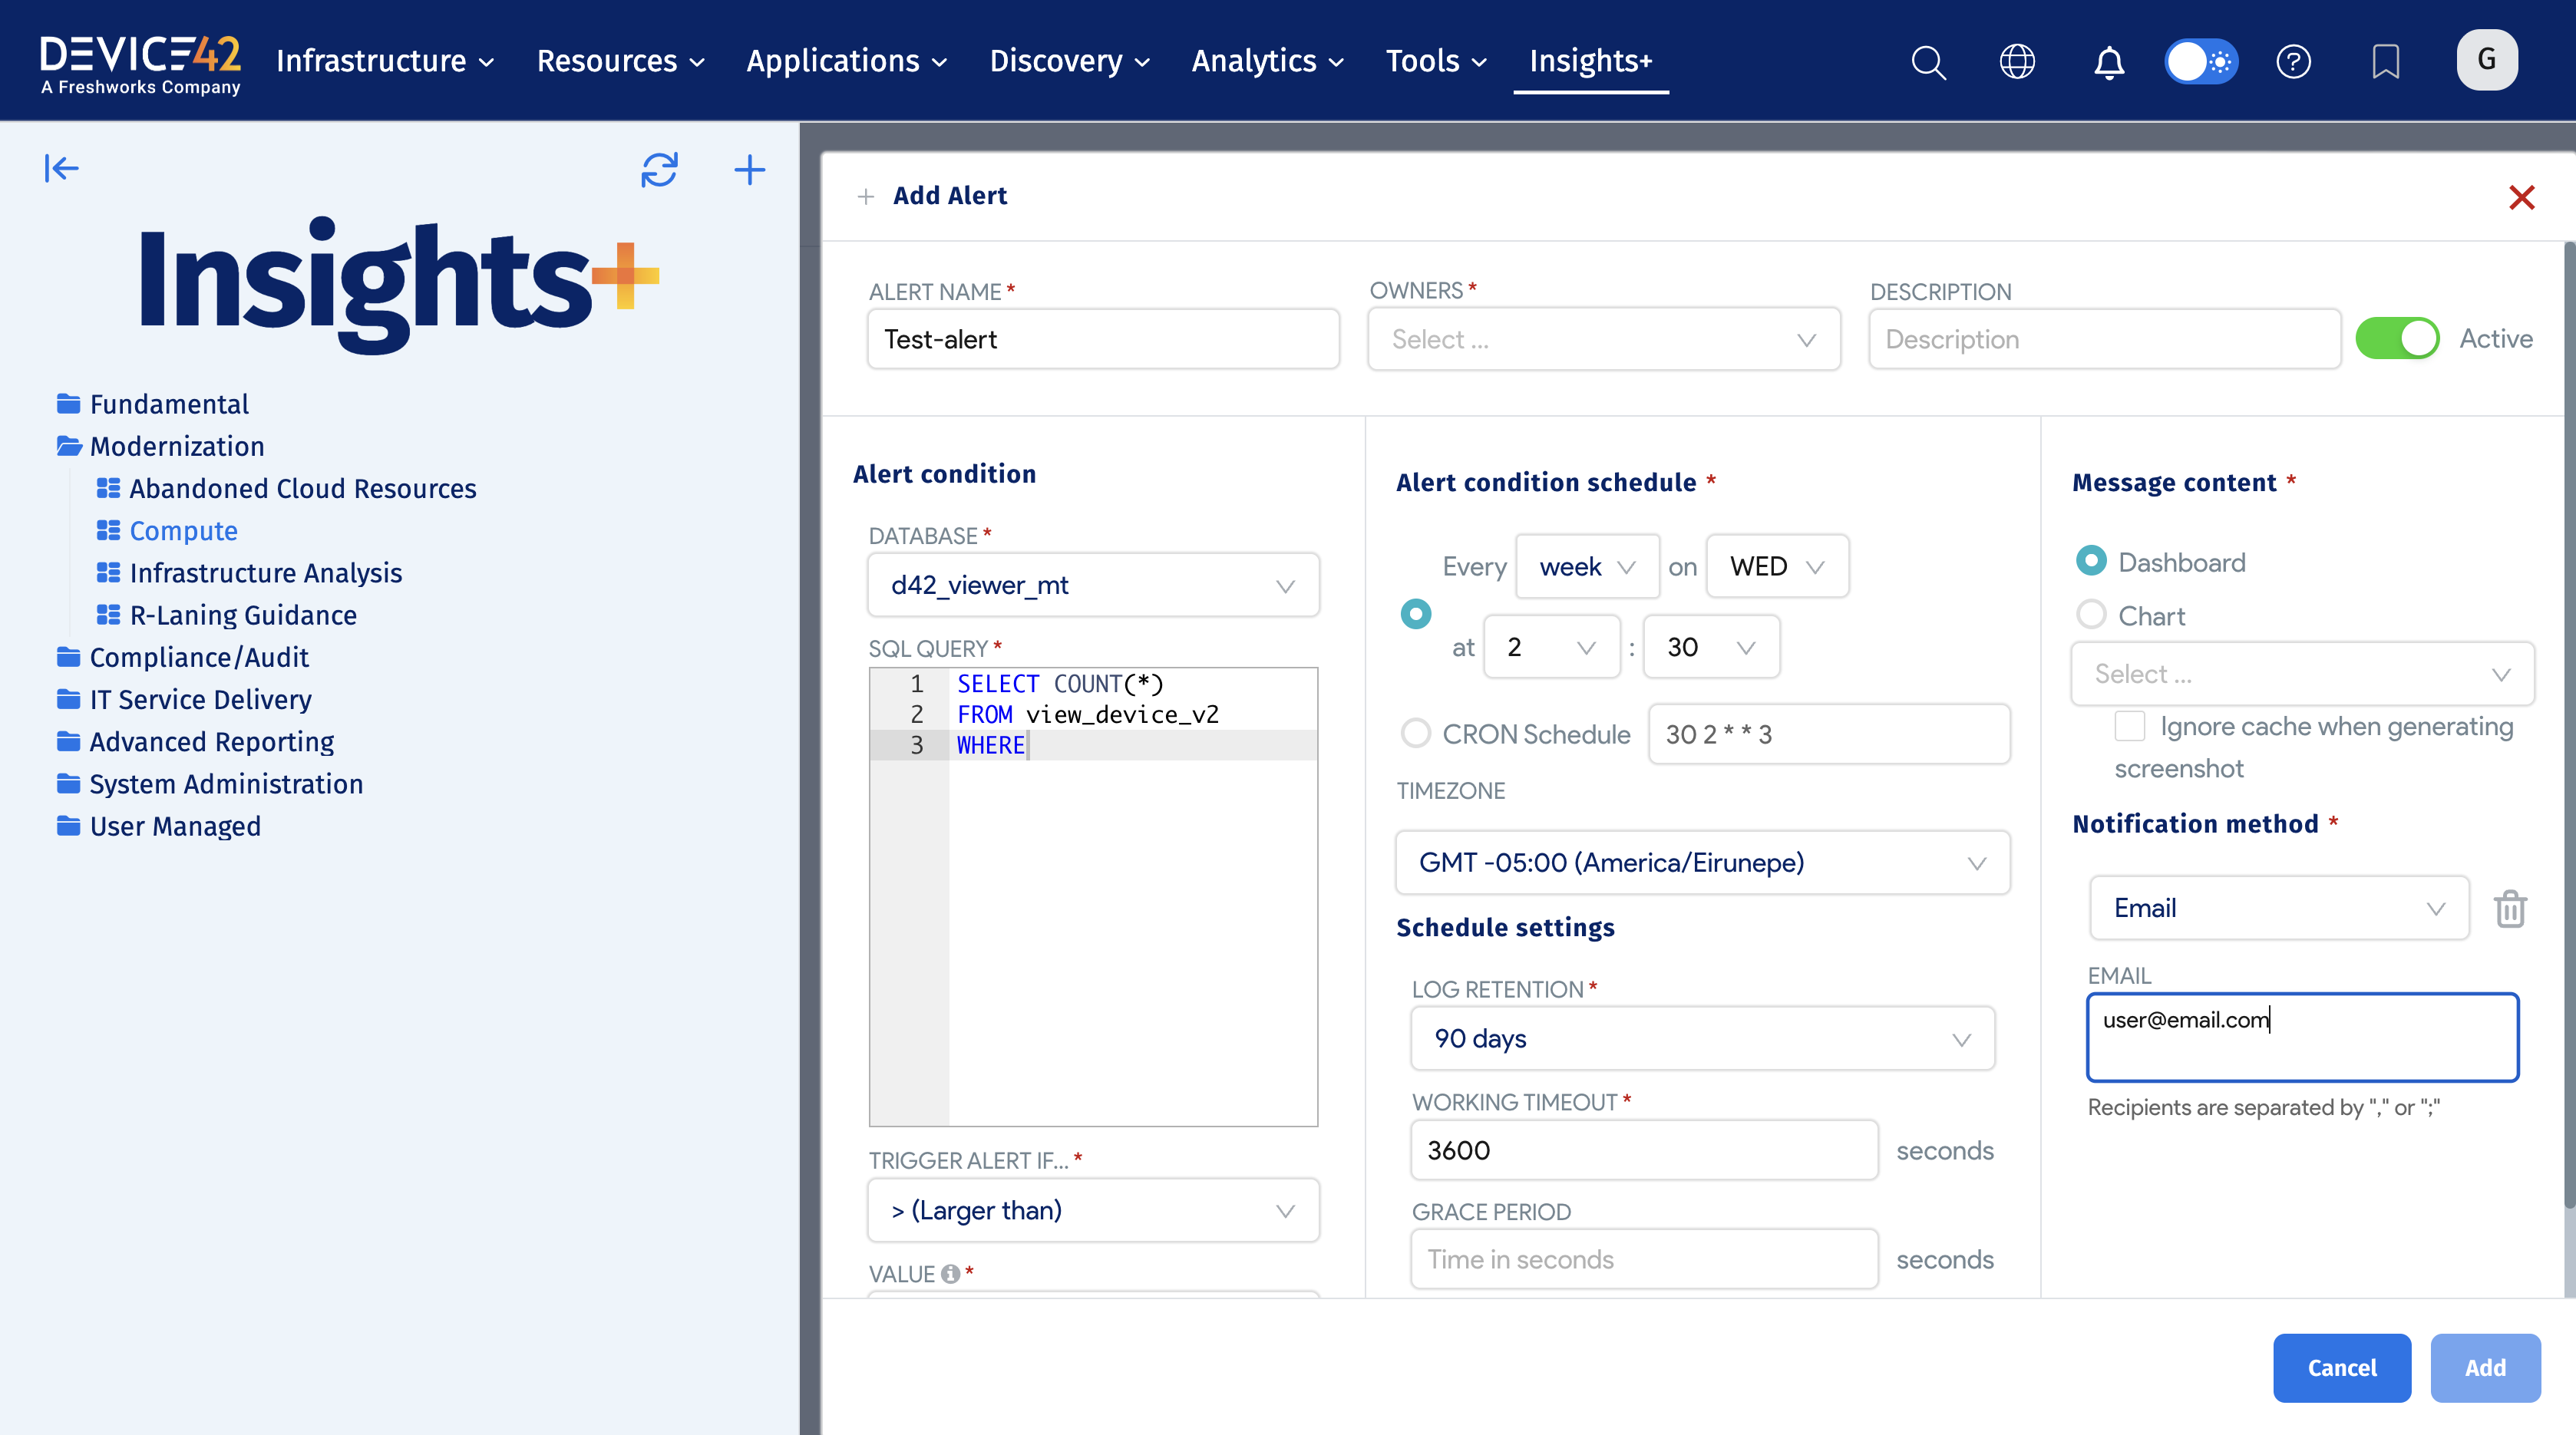 DEVICE42
A Freshworks Company
Infrastructure
Resources
Applications
Discovery
Analytics
Tools
Insights+
G
Insights+
Fundamental
Modernization
Abandoned Cloud Resources
Compute
Infrastructure Analysis
R-Laning Guidance
Compliance/Audit
IT Service Delivery
Advanced Reporting
System Administration
User Managed
+ Add Alert
ALERT NAME *
Test-alert
OWNERS *
Select ...
DESCRIPTION
Description
Active
Alert condition
DATABASE *
d42_viewer_mt
SQL QUERY *
1 SELECT COUNT(*)
2 FROM view_device_v2
3 WHERE
TRIGGER ALERT IF... *
> (Larger than)
VALUE *
Alert condition schedule *
Every week on WED
at 2 : 30
CRON Schedule 30 2 * * 3
TIMEZONE
GMT -05:00 (America/Eirunepe)
Schedule settings
LOG RETENTION *
90 days
WORKING TIMEOUT *
3600 seconds
GRACE PERIOD
Time in seconds seconds
Message content *
Dashboard
Chart
Select ...
Ignore cache when generating
screenshot
Notification method *
Email
EMAIL
user@email.com
Recipients are separated by "," or ";"
Cancel
Add